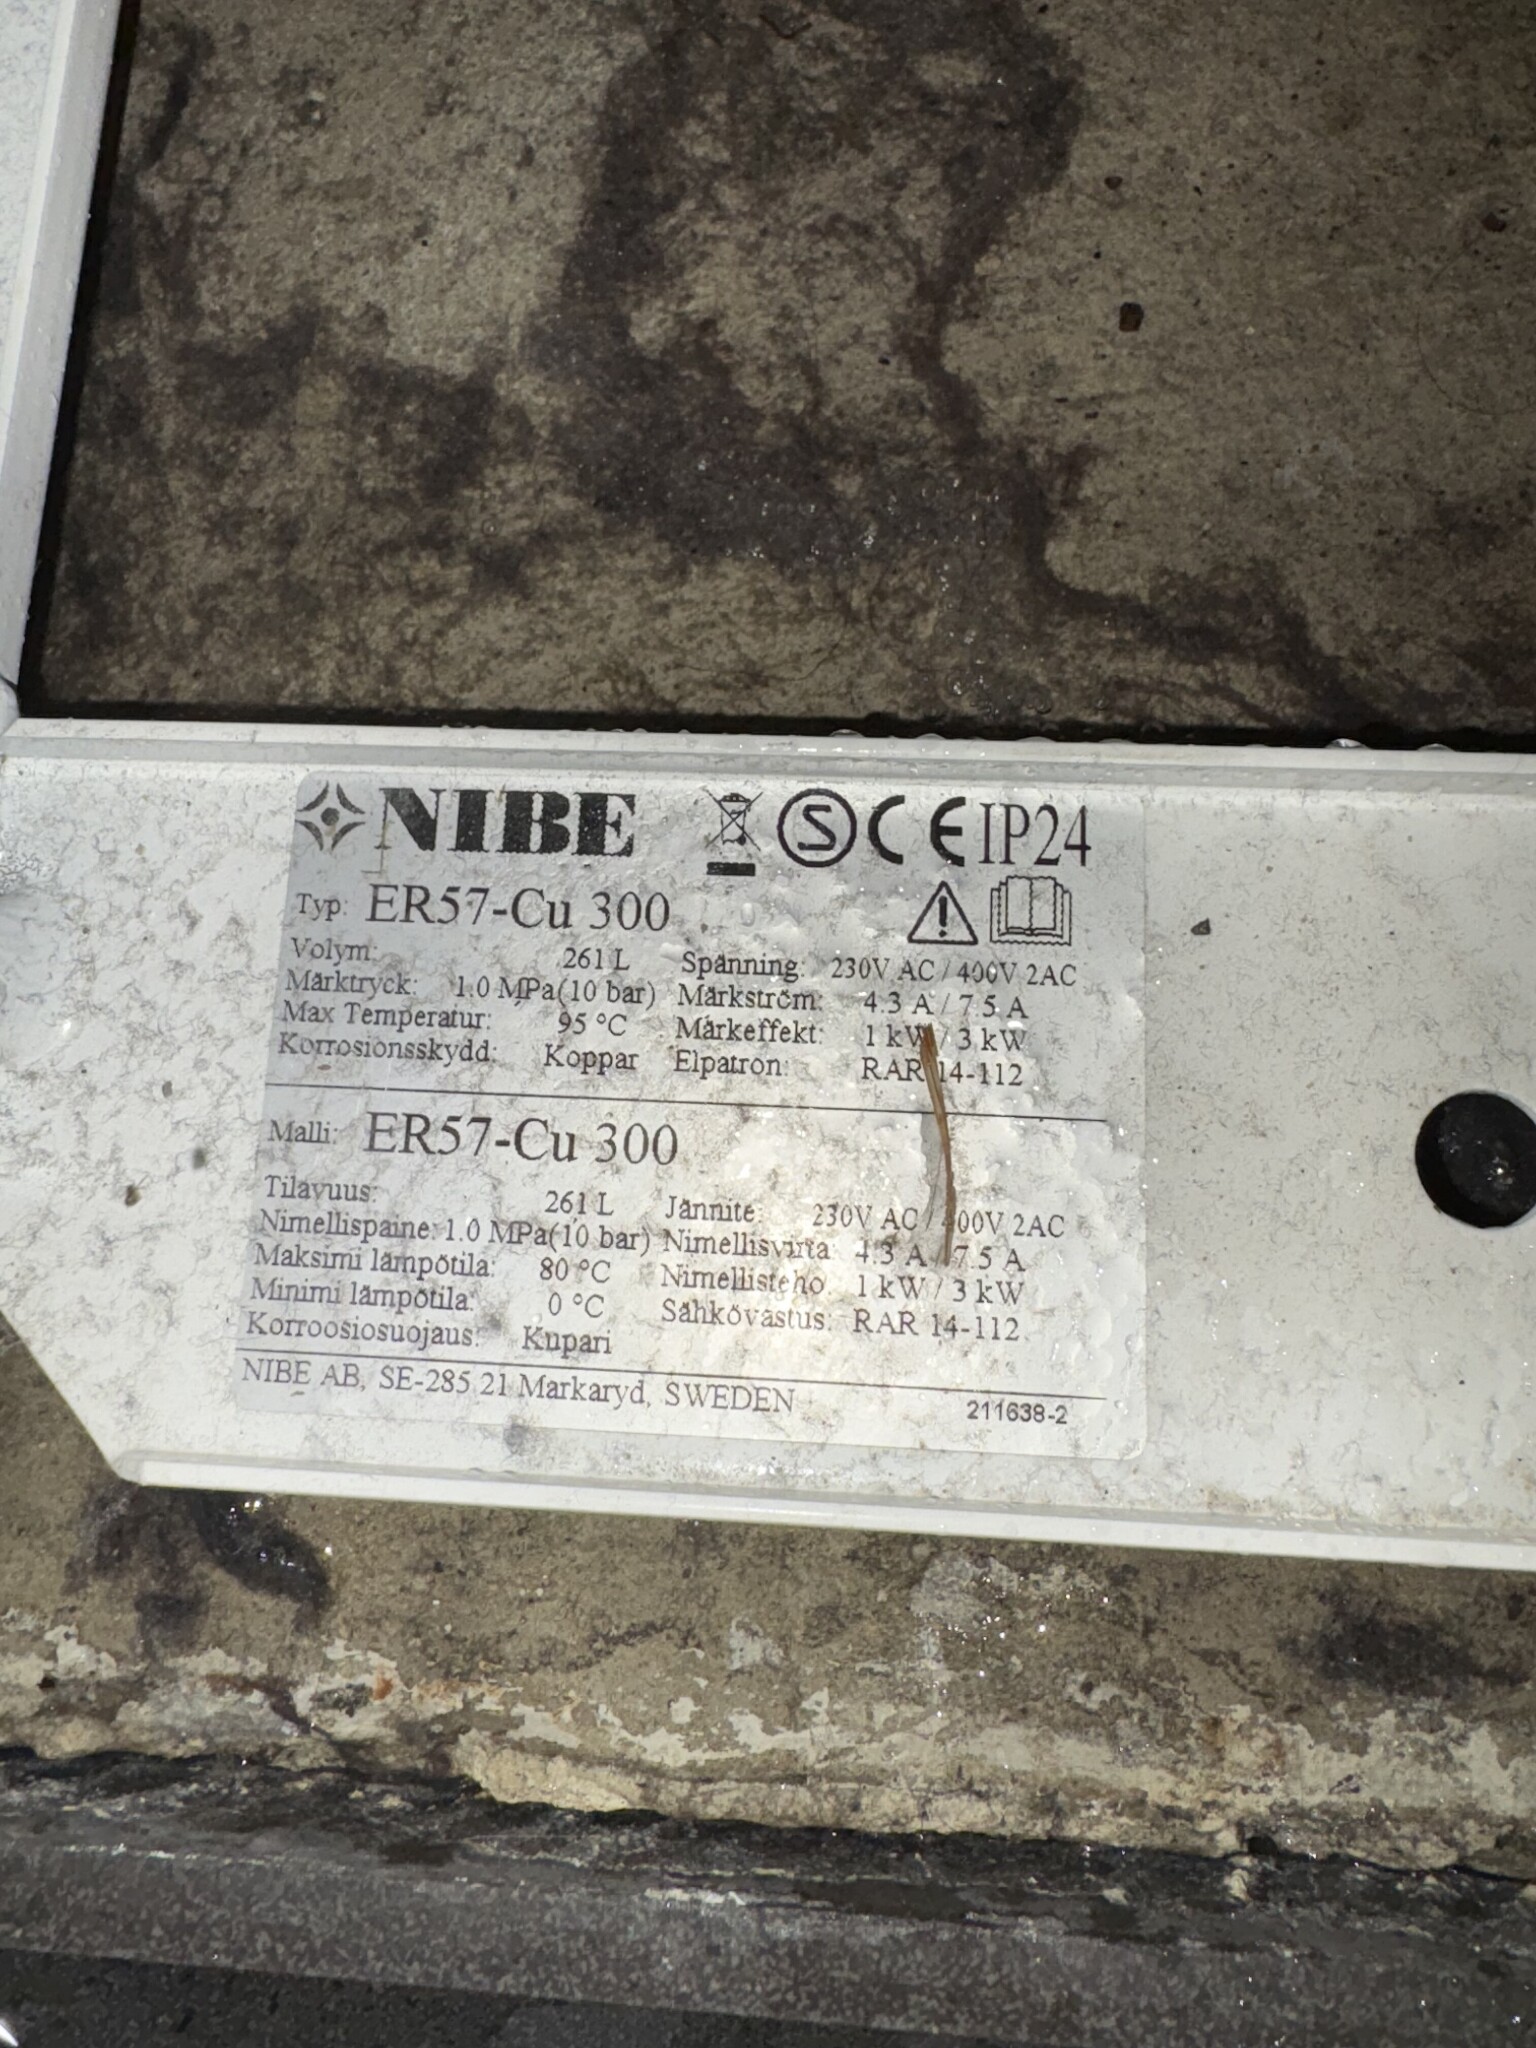 NIBE S CE IP24
Typ: ER57-Cu 300
Volym: 261 L Spänning: 230V AC / 400V 2AC
Märktryck: 1.0 MPa(10 bar) Märkström: 4.3 A / 7.5 A
Max Temperatur: 95 °C Märkeffekt: 1 kW / 3 kW
Korrosionsskydd: Koppar Elpatron: RAR 14-112
Malli: ER57-Cu 300
Tilavuus: 261 L Jännite: 230V AC / 400V 2AC
Nimellispaine: 1.0 MPa(10 bar) Nimellisvirta: 4.3 A / 7.5 A
Maksimi lämpötila: 80 °C Nimellisteho: 1 kW / 3 kW
Minimi lämpötila: 0 °C Sähkövastus: RAR 14-112
Korroosiosuojaus: Kupari
NIBE AB, SE-285 21 Markaryd, SWEDEN 211638-2